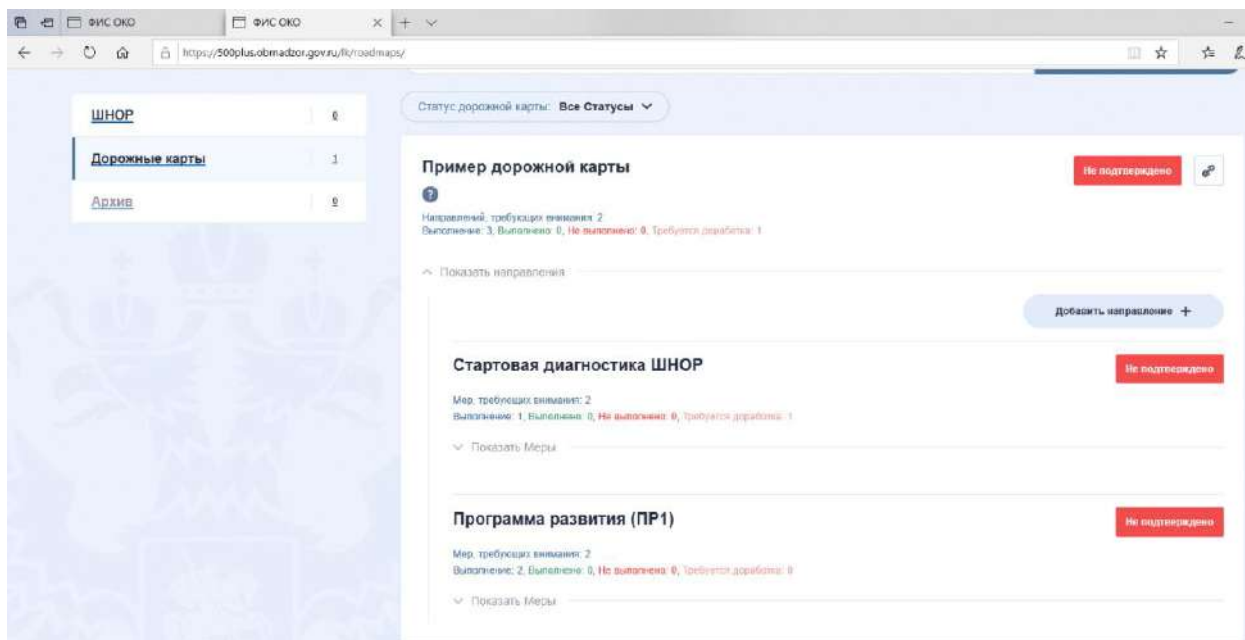 ФИС ОКО
ФИС ОКО
https://500plus.obrnadzor.gov.ru/lk/roadmaps/
ШНОР 0
Дорожные карты 1
Архив 0
Статус дорожной карты: Все Статусы
Пример дорожной карты
Не подтверждено
?
Направлений, требующих внимания: 2
Выполнение: 3, Выполнено: 0, Не выполнено: 0, Требуется доработка: 1
Показать направления
Добавить направление +
Стартовая диагностика ШНОР
Не подтверждено
Мер, требующих внимания: 2
Выполнение: 1, Выполнено: 0, Не выполнено: 0, Требуется доработка: 1
Показать Меры
Программа развития (ПР1)
Не подтверждено
Мер, требующих внимания: 2
Выполнение: 2, Выполнено: 0, Не выполнено: 0, Требуется доработка: 0
Показать Меры